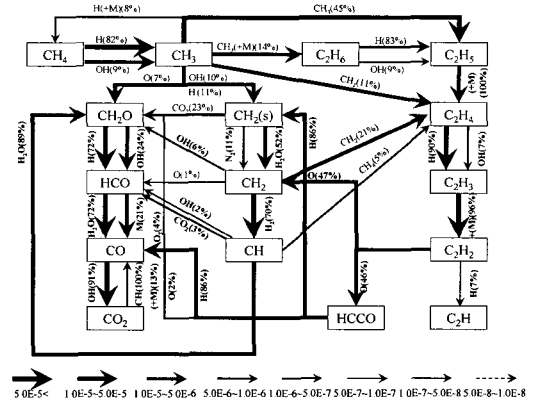 H(+M)(8%)
CH3(45%)
CH4
H(82%)
OH(9%)
CH3
CH3(+M)(14%)
C2H6
H(83%)
OH(9%)
C2H5
O(7%)
OH(10%)
H(11%)
CH2(11%)
(+M)
(100%)
CH2O
CO2(23%)
CH2(s)
C2H4
H2O(89%)
H(72%)
OH(24%)
OH(6%)
N2(11%)
H2O(52%)
H(86%)
CH3(21%)
CH4(5%)
H(90%)
OH(7%)
HCO
O(1%)
CH2
O(47%)
C2H3
H2O(72%)
M(21%)
OH(2%)
CO2(3%)
H(70%)
(+M)(96%)
O2(4%)
CO
CH
C2H2
OH(91%)
CH(100%)
(+M)(13%)
O(2%)
H(86%)
O(46%)
H(7%)
CO2
HCCO
C2H
5.0E-5<
1.0E-5~5.0E-5
1.0E-5~5.0E-6
5.0E-6~1.0E-6
1.0E-6~5.0E-7
5.0E-7~1.0E-7
1.0E-7~5.0E-8
5.0E-8~1.0E-8